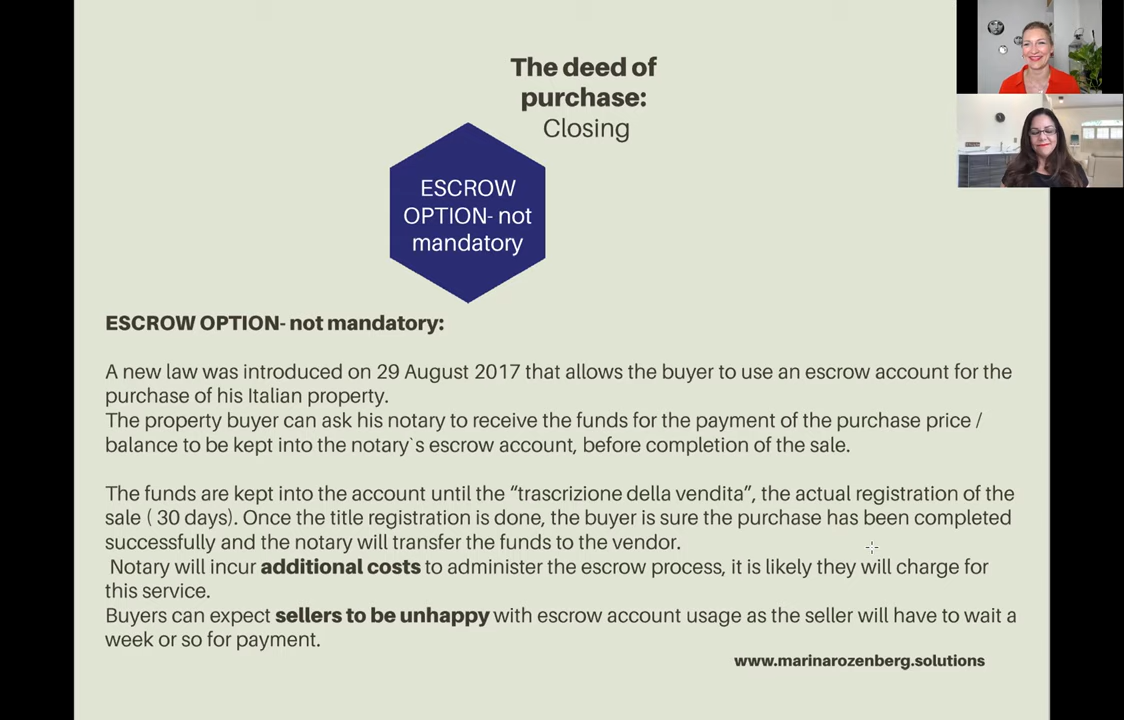 The deed of
purchase:
Closing
ESCROW
OPTION- not
mandatory
ESCROW OPTION- not mandatory:
A new law was introduced on 29 August 2017 that allows the buyer to use an escrow account for the
purchase of his Italian property.
The property buyer can ask his notary to receive the funds for the payment of the purchase price /
balance to be kept into the notary`s escrow account, before completion of the sale.
The funds are kept into the account until the “trascrizione della vendita”, the actual registration of the
sale ( 30 days). Once the title registration is done, the buyer is sure the purchase has been completed
successfully and the notary will transfer the funds to the vendor.
Notary will incur additional costs to administer the escrow process, it is likely they will charge for
this service.
Buyers can expect sellers to be unhappy with escrow account usage as the seller will have to wait a
week or so for payment.
www.marinarozenberg.solutions